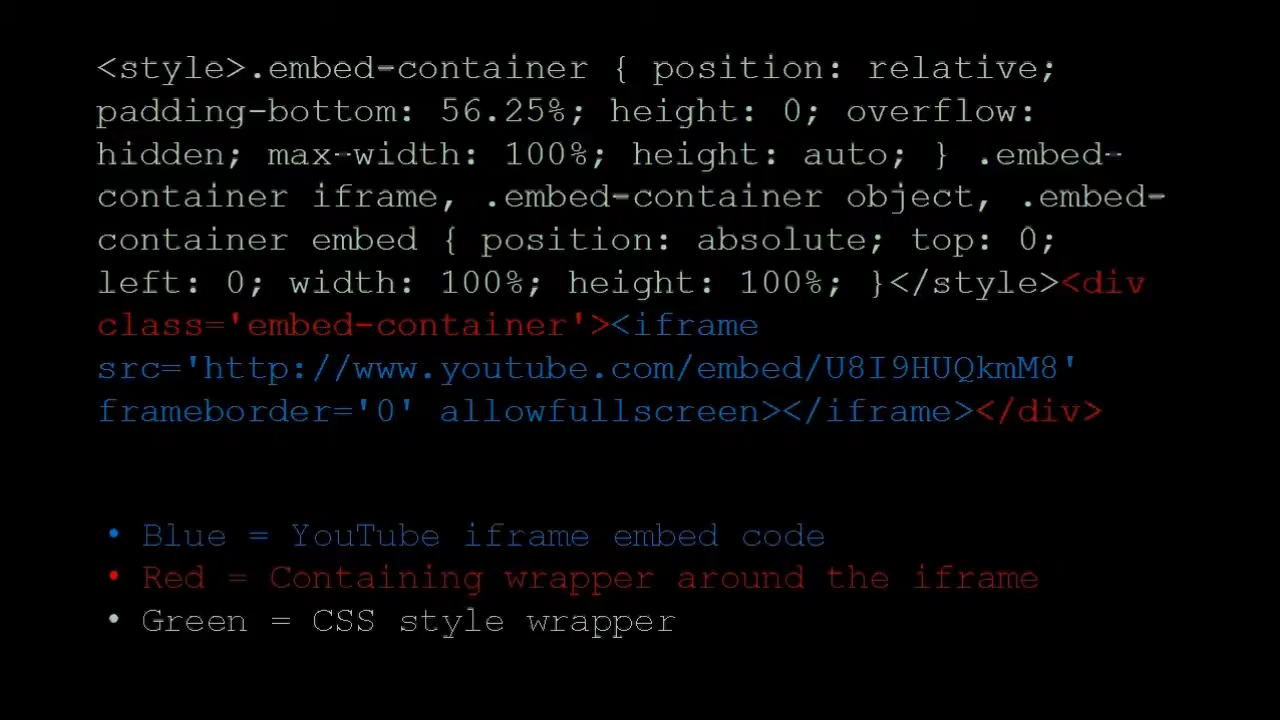 <style>.embed-container { position: relative;
padding-bottom: 56.25%; height: 0; overflow:
hidden; max-width: 100%; height: auto; } .embed-
container iframe, .embed-container object, .embed-
container embed { position: absolute; top: 0;
left: 0; width: 100%; height: 100%; }</style><div
class='embed-container'><iframe
src='http://www.youtube.com/embed/U8I9HUQkmM8'
frameborder='0' allowfullscreen></iframe></div>
• Blue = YouTube iframe embed code
• Red = Containing wrapper around the iframe
• Green = CSS style wrapper